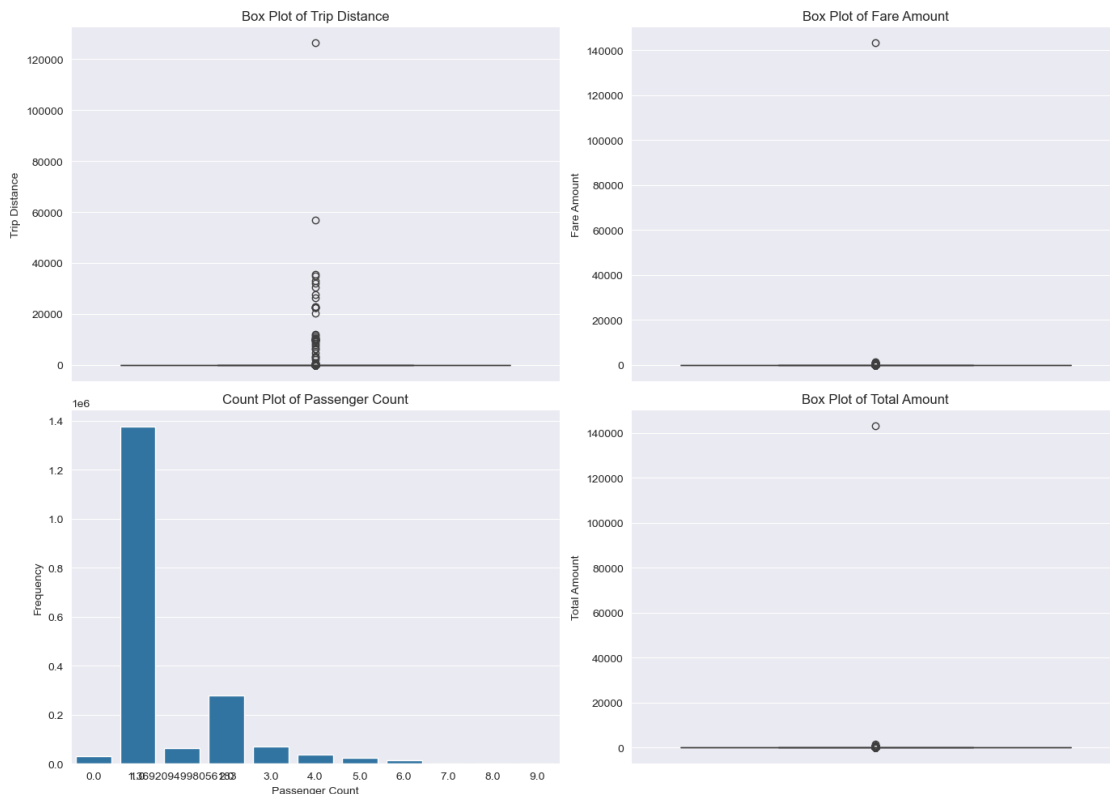 Box Plot of Trip Distance
120000
100000
80000
60000
40000
20000
0
Trip Distance
Box Plot of Fare Amount
140000
120000
100000
80000
60000
40000
20000
0
Fare Amount
Count Plot of Passenger Count
1e6
1.4
1.2
1.0
0.8
0.6
0.4
0.2
0.0
Frequency
0.0 1.0 2.0 3.0 4.0 5.0 6.0 7.0 8.0 9.0
Passenger Count
Box Plot of Total Amount
140000
120000
100000
80000
60000
40000
20000
0
Total Amount